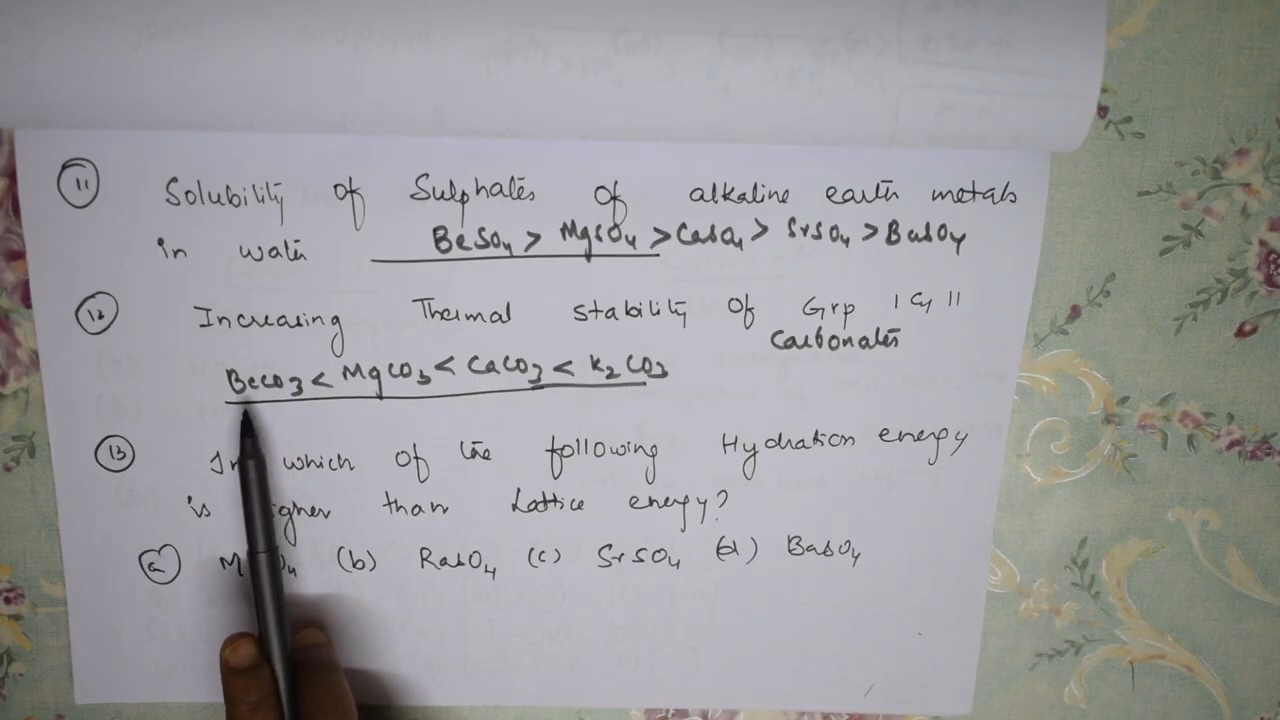 11 Solubility of Sulphates of alkaline earth metals
in water BeSO4 > MgSO4 > CaSO4 > SrSO4 > BaSO4
12 Increasing Thermal stability of Grp I & II
Carbonates
BeCO3 < MgCO3 < CaCO3 < K2CO3
13 In which of the following Hydration energy
is than Lattice energy?
(a) (b) RaSO4 (c) SrSO4 (d) BaSO4